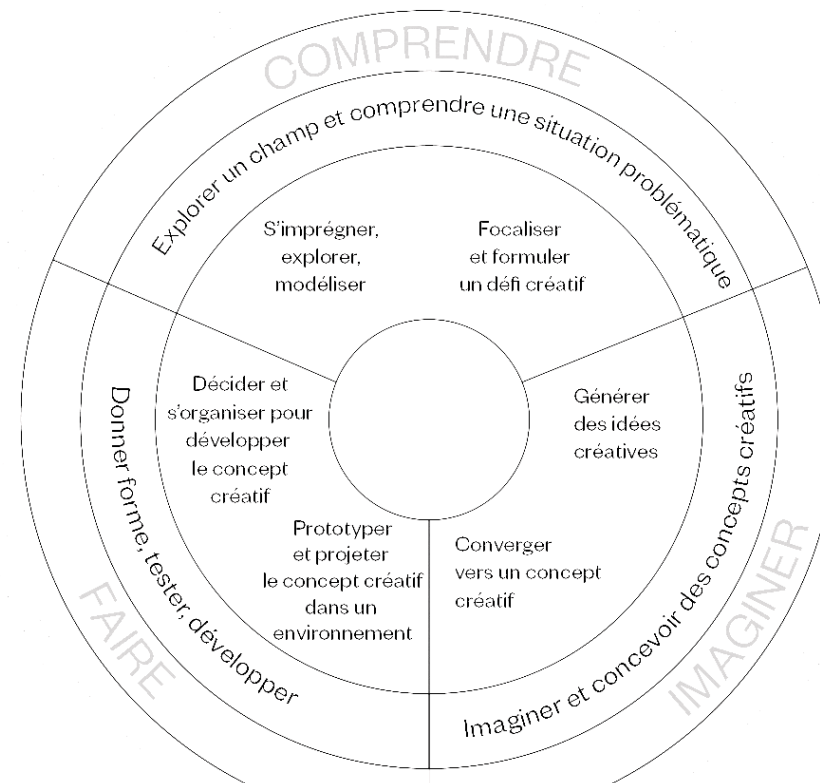 COMPRENDRE
Explorer un champ et comprendre une situation problématique
S'imprégner,
explorer,
modéliser
Focaliser
et formuler
un défi créatif
Générer
des idées
créatives
Converger
vers un concept
créatif
Imaginer et concevoir des concepts créatifs
IMAGINER
Prototyper
et projeter
le concept créatif
dans un
environnement
Décider et
s'organiser pour
développer
le concept
créatif
Donner forme, tester, développer
FAIRE